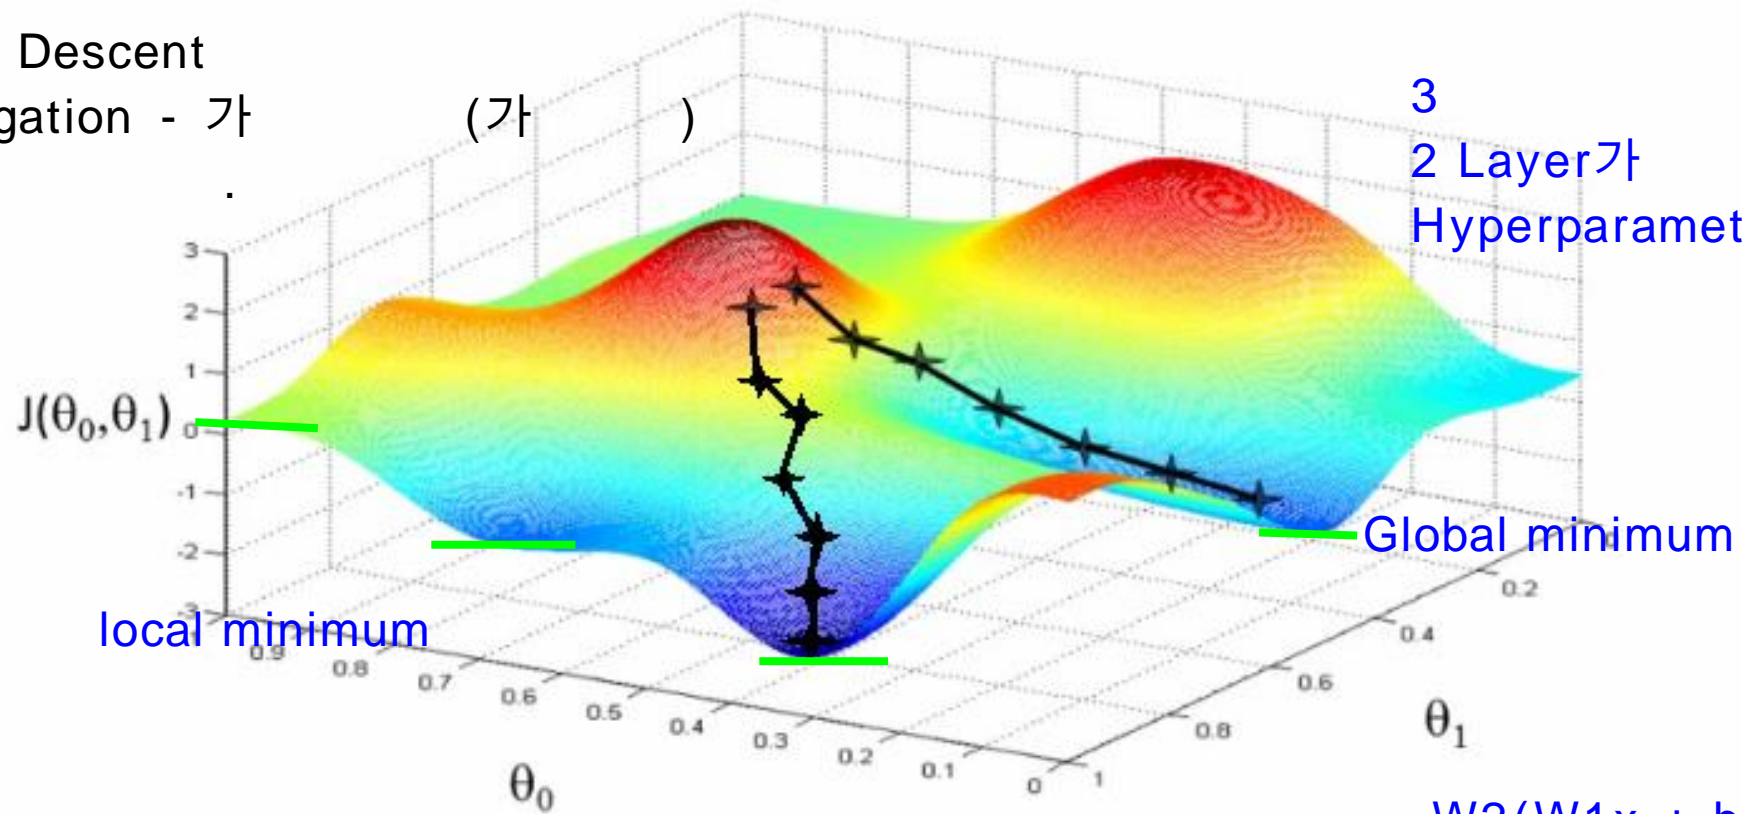 Descent
gation - 가 (가 )
.
3
2 Layer가
Hyperparamet
3
2
1
J(θ₀,θ₁)
0
-1
-2
-3
Global minimum
local minimum
0.9
0.8
0.7
0.6
0.5
0.4
0.3
0.2
0.1
0
θ₀
0.2
0.4
0.6
0.8
1
θ₁